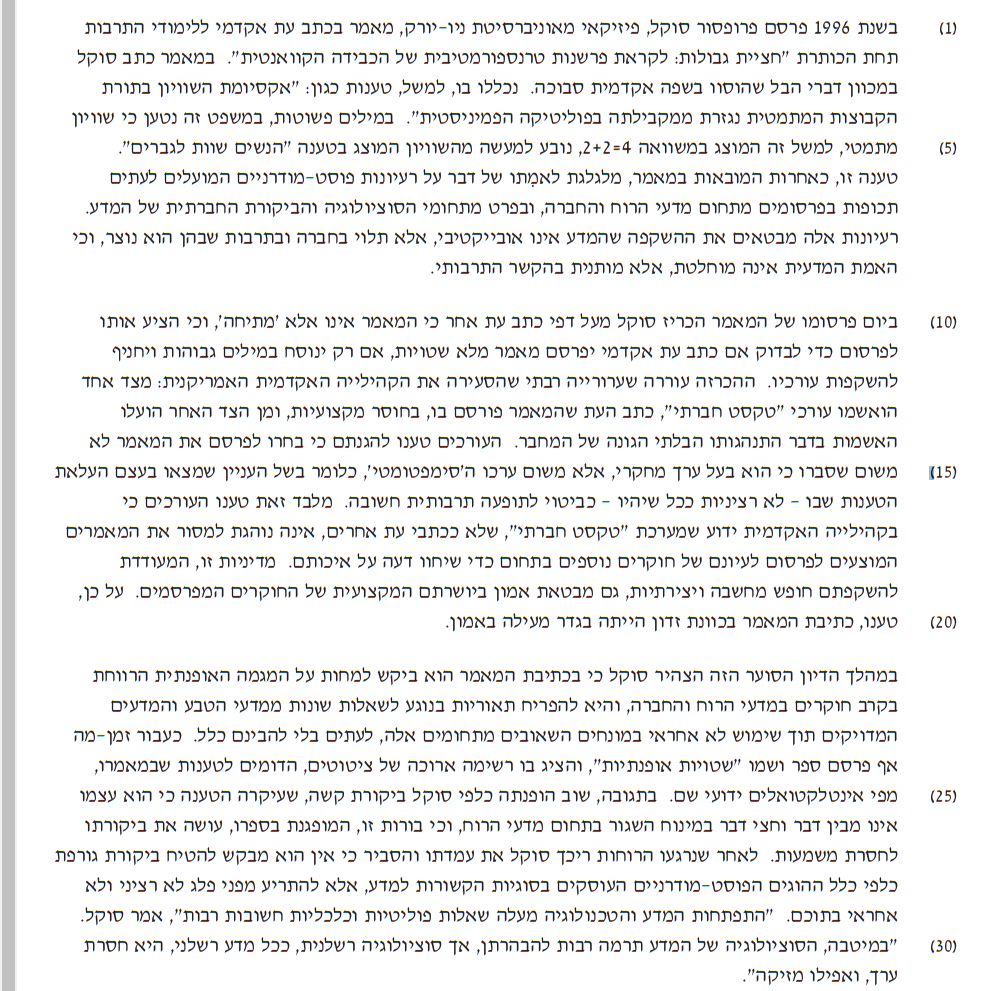 (1) בשנת 1996 פרסם פרופסור סוקל, פיזיקאי מאוניברסיטת ניו-יורק, מאמר בכתב עת אקדמי ללימודי התרבות
תחת הכותרת "חציית גבולות: לקראת פרשנות טרנספורמטיבית של הכבידה הקוואנטית". במאמר כתב סוקל
במכוון דברי הבל שהוסוו בשפה אקדמית סבוכה. נכללו בו, למשל, טענות כגון: "אקסיומת השוויון בתורת
הקבוצות המתמטית נגזרת ממקבילתה בפוליטיקה הפמיניסטית". במילים פשוטות, במשפט זה נטען כי שוויון
(5) מתמטי, למשל זה המוצג במשוואה 2+2=4, נובע למעשה מהשוויון המוצג בטענה "הנשים שוות לגברים".
טענה זו, כאחרות המובאות במאמר, מלגלגת לאמִתו של דבר על רעיונות פוסט-מודרניים המועלים לעתים
תכופות בפרסומים מתחום מדעי הרוח והחברה, ובפרט מתחומי הסוציולוגיה והביקורת החברתית של המדע.
רעיונות אלה מבטאים את ההשקפה שהמדע אינו אובייקטיבי, אלא תלוי בחברה ובתרבות שבהן הוא נוצר, וכי
האמת המדעית אינה מוחלטת, אלא מותנית בהקשר התרבותי.
(10) ביום פרסומו של המאמר הכריז סוקל מעל דפי כתב עת אחר כי המאמר אינו אלא 'מתיחה', וכי הציע אותו
לפרסום כדי לבדוק אם כתב עת אקדמי יפרסם מאמר מלא שטויות, אם רק ינוסח במילים גבוהות ויחניף
להשקפות עורכיו. ההכרזה עוררה שערורייה רבתי שהסעירה את הקהילייה האקדמית האמריקנית: מצד אחד
הואשמו עורכי "טקסט חברתי", כתב העת שהמאמר פורסם בו, בחוסר מקצועיות, ומן הצד האחר הועלו
האשמות בדבר התנהגותו הבלתי הגונה של המחבר. העורכים טענו להגנתם כי בחרו לפרסם את המאמר לא
(15) משום שסברו כי הוא בעל ערך מחקרי, אלא משום ערכו ה'סימפטומטי', כלומר בשל העניין שמצאו בעצם העלאת
הטענות שבו - לא רציניות ככל שיהיו - כביטוי לתופעה תרבותית חשובה. מלבד זאת טענו העורכים כי
בקהילייה האקדמית ידוע שמערכת "טקסט חברתי", שלא ככתבי עת אחרים, אינה נוהגת למסור את המאמרים
המוצעים לפרסום לעיונם של חוקרים נוספים בתחום כדי שיחוו דעה על איכותם. מדיניות זו, המעודדת
להשקפתם חופש מחשבה ויצירתיות, גם מבטאת אמון ביושרתם המקצועית של החוקרים המפרסמים. על כן,
(20) טענו, כתיבת המאמר בכוונת זדון הייתה בגדר מעילה באמון.
במהלך הדיון הסוער הזה הצהיר סוקל כי בכתיבת המאמר הוא ביקש למחות על המגמה האופנתית הרווחת
בקרב חוקרים במדעי הרוח והחברה, והיא להפריח תאוריות בנוגע לשאלות שונות ממדעי הטבע והמדעים
המדויקים תוך שימוש לא אחראי במונחים השאובים מתחומים אלה, לעתים בלי להבינם כלל. כעבור זמן-מה
אף פרסם ספר ושמו "שטויות אופנתיות", והציג בו רשימה ארוכה של ציטוטים, הדומים לטענות שבמאמרו,
(25) מפי אינטלקטואלים ידועי שם. בתגובה, שוב הופנתה כלפי סוקל ביקורת קשה, שעיקרה הטענה כי הוא עצמו
אינו מבין דבר וחצי דבר במינוח השגור בתחום מדעי הרוח, וכי בורות זו, המופגנת בספרו, עושה את ביקורתו
לחסרת משמעות. לאחר שנרגעו הרוחות ריכך סוקל את עמדתו והסביר כי אין הוא מבקש להטיח ביקורת גורפת
כלפי כלל ההוגים הפוסט-מודרניים העוסקים בסוגיות הקשורות למדע, אלא להתריע מפני פלג לא רציני ולא
אחראי בתוכם. "התפתחות המדע והטכנולוגיה מעלה שאלות פוליטיות וכלכליות חשובות רבות", אמר סוקל.
(30) "במיטבה, הסוציולוגיה של המדע תרמה רבות להבהרתן, אך סוציולוגיה רשלנית, ככל מדע רשלני, היא חסרת
ערך, ואפילו מזיקה".